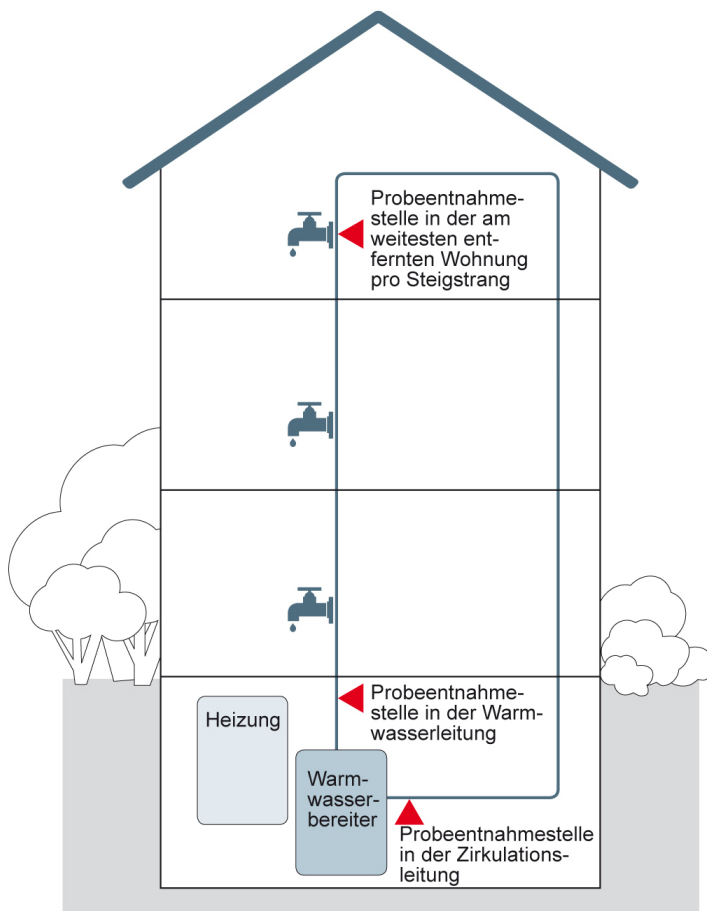 Probeentnahme-
stelle in der am
weitesten ent-
fernten Wohnung
pro Steigstrang
Probeentnahme-
stelle in der Warm-
wasserleitung
Heizung
Warm-
wasser-
bereiter
Probeentnahmestelle
in der Zirkulations-
leitung